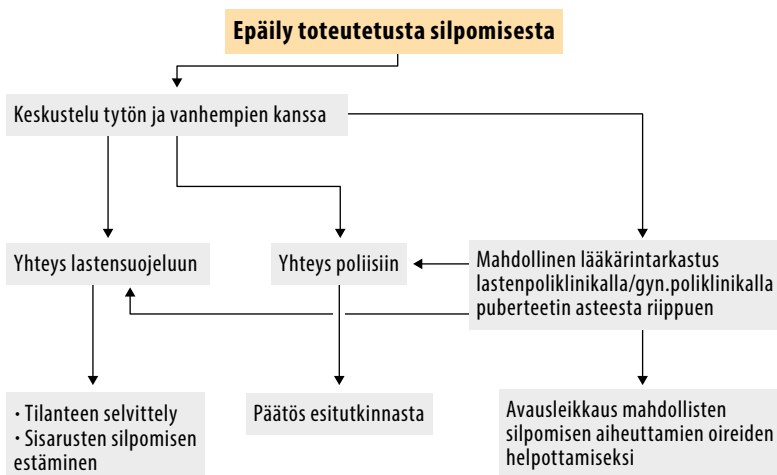 Epäily toteutetusta silpomisesta
Keskustelu tytön ja vanhempien kanssa
Yhteys lastensuojeluun
Yhteys poliisiin
Mahdollinen lääkärintarkastus
lastenpoliklinikalla/gyn.poliklinikalla
puberteetin asteesta riippuen
· Tilanteen selvittely
· Sisarusten silpomisen
estäminen
Päätös esitutkinnasta
Avausleikkaus mahdollisten
silpomisen aiheuttamien oireiden
helpottamiseksi